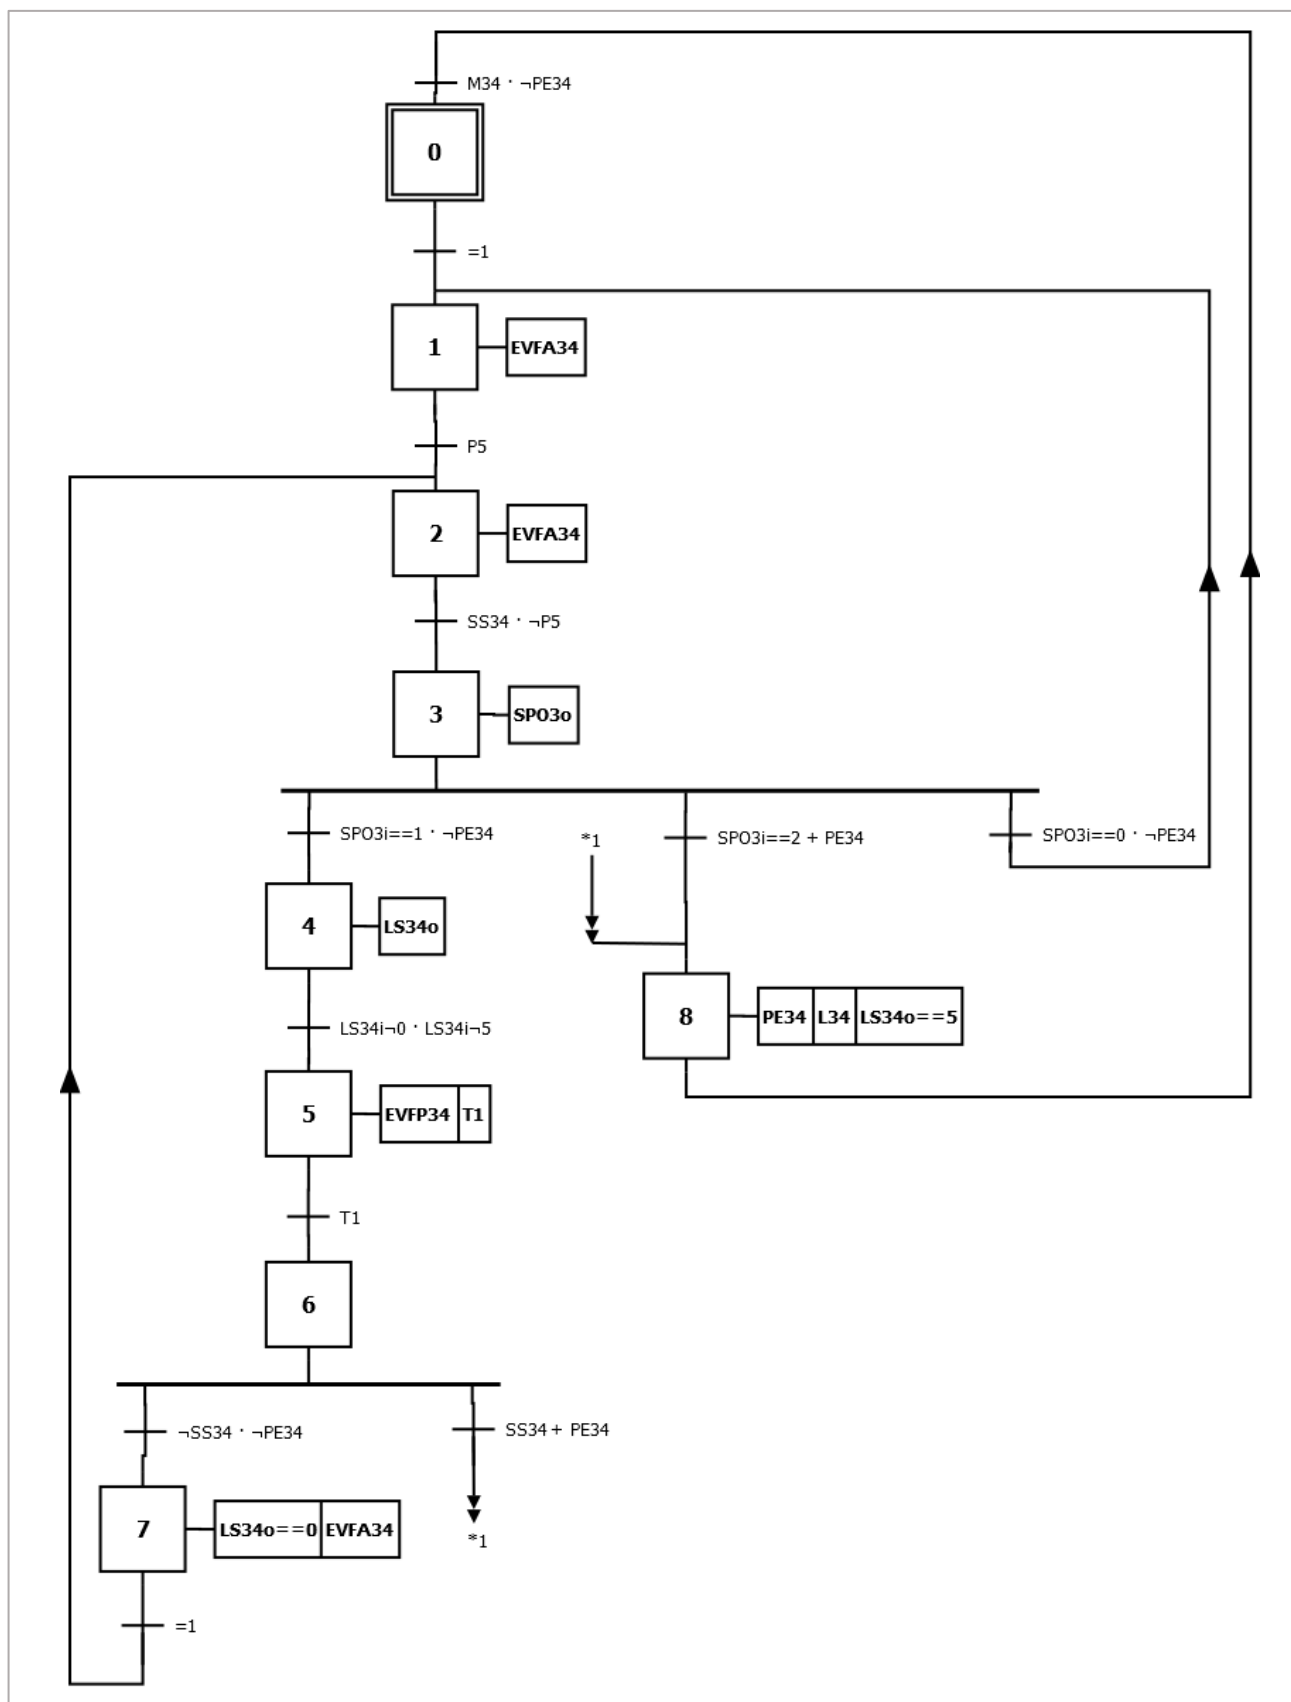 M34 · ¬PE34
0
=1
1
EVFA34
P5
2
EVFA34
SS34 · ¬P5
3
SPO3o
SPO3i==1 · ¬PE34
*1
SPO3i==2 + PE34
SPO3i==0 · ¬PE34
4
LS34o
8
PE34 L34 LS34o==5
LS34i¬0 · LS34i¬5
5
EVFP34 T1
T1
6
¬SS34 · ¬PE34
SS34 + PE34
7
LS34o==0 EVFA34
*1
=1